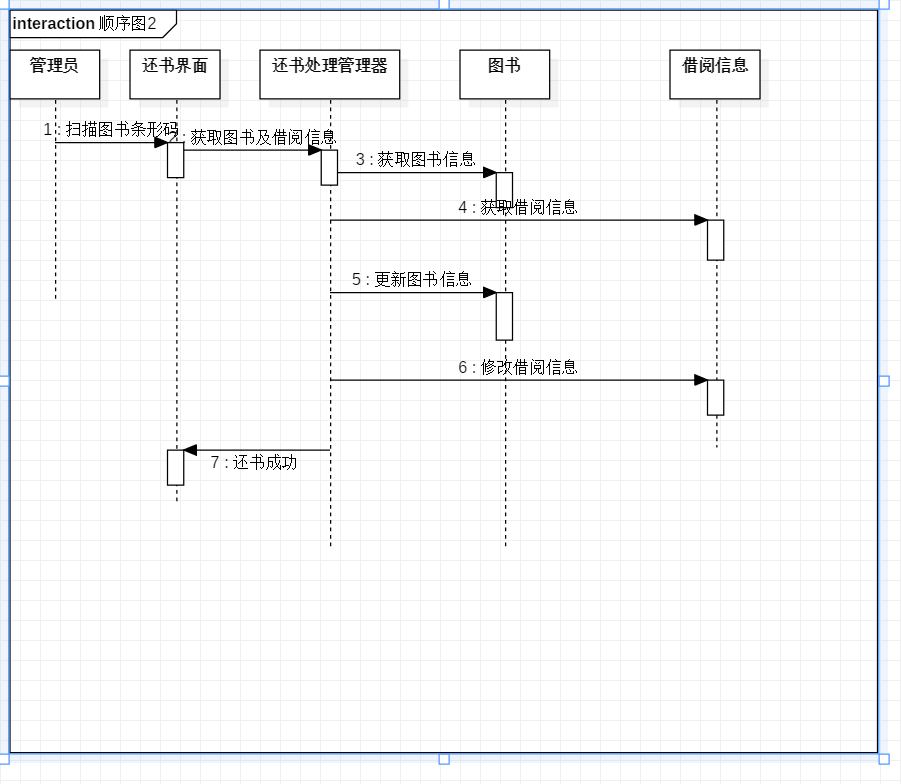 interaction 顺序图2
管理员
还书界面
还书处理管理器
图书
借阅信息
1 : 扫描图书条形码
2 : 获取图书及借阅信息
3 : 获取图书信息
4 : 获取借阅信息
5 : 更新图书信息
6 : 修改借阅信息
7 : 还书成功